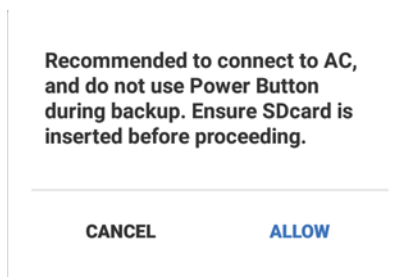 Recommended to connect to AC,
and do not use Power Button
during backup. Ensure SDcard is
inserted before proceeding.
CANCEL ALLOW